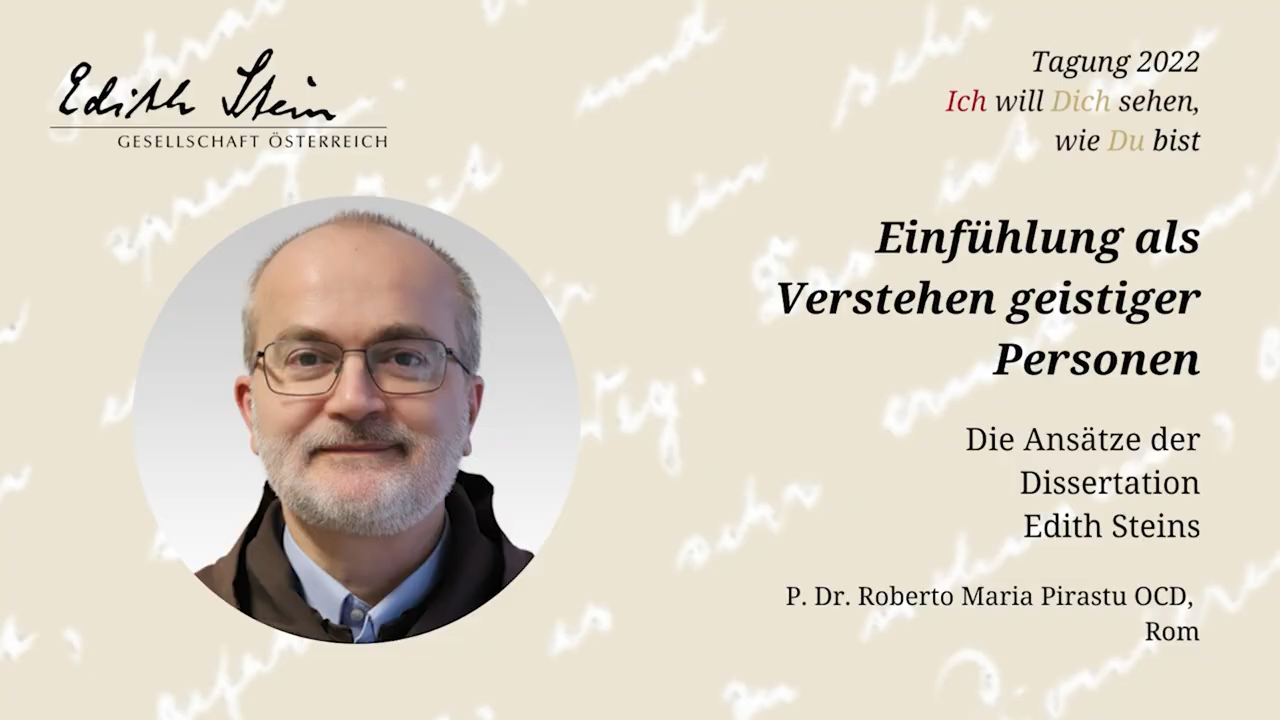 Edith Stein
GESELLSCHAFT ÖSTERREICH
Tagung 2022
Ich will Dich sehen,
wie Du bist
Einfühlung als
Verstehen geistiger
Personen
Die Ansätze der
Dissertation
Edith Steins
P. Dr. Roberto Maria Pirastu OCD,
Rom